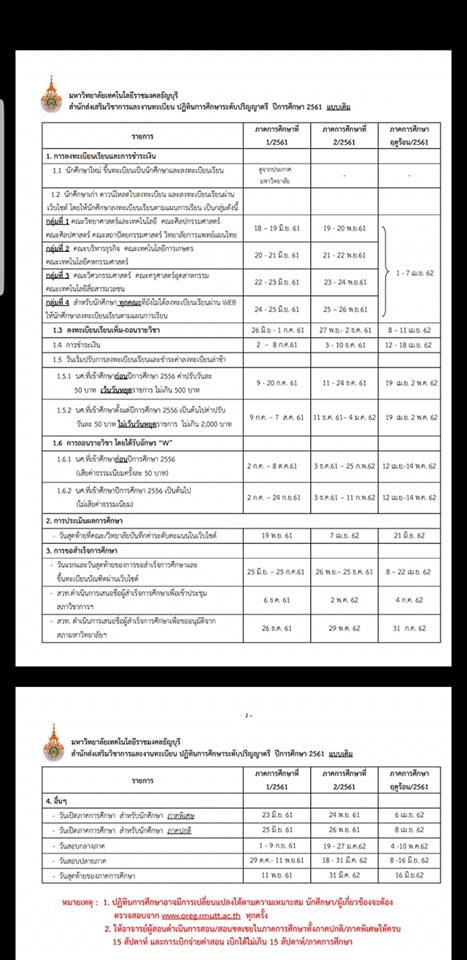 มหาวิทยาลัยเทคโนโลยีราชมงคลธัญบุรี
สำนักส่งเสริมวิชาการและงานทะเบียน ปฏิทินการศึกษาระดับปริญญาตรี ปีการศึกษา 2561 แบบเดิม
รายการ ภาคการศึกษาที่ 1/2561 ภาคการศึกษาที่ 2/2561 ภาคการศึกษา ฤดูร้อน/2561
1. การลงทะเบียนเรียนและการชำระเงิน
1.1 นักศึกษาใหม่ ขึ้นทะเบียนเป็นนักศึกษาและลงทะเบียนเรียน ดูจากประกาศ มหาวิทยาลัย - -
1.2 นักศึกษาเก่า ดาวน์โหลดใบลงทะเบียน และลงทะเบียนเรียนผ่าน
เว็บไซต์ โดยให้นักศึกษาลงทะเบียนตามแผนการเรียน เป็นกลุ่มดังนี้
กลุ่มที่ 1 คณะวิทยาศาสตร์และเทคโนโลยี คณะศิลปกรรมศาสตร์
คณะศิลปศาสตร์ คณะสถาปัตยกรรมศาสตร์ วิทยาลัยการแพทย์แผนไทย 18 – 19 มิ.ย. 61 19 - 20 พ.ย.61
กลุ่มที่ 2 คณะบริหารธุรกิจ คณะเทคโนโลยีการเกษตร
คณะเทคโนโลยีคหกรรมศาสตร์ 20 - 21 มิ.ย. 61 21 - 22 พ.ย.61
1 - 7 เม.ย. 62
กลุ่มที่ 3 คณะวิศวกรรมศาสตร์ คณะครุศาสตร์อุตสาหกรรม
คณะเทคโนโลยีสื่อสารมวลชน 22 - 23 มิ.ย. 61 23 - 24 พ.ย.61
กลุ่มที่ 4 สำหรับนักศึกษา ทุกคณะที่ยังไม่ได้ลงทะเบียนเรียนผ่าน WEB
ให้นักศึกษาลงทะเบียนเรียนตามแผนการเรียน 24 - 25 มิ.ย. 61 25 – 26 พ.ย.61
1.3 ลงทะเบียนเรียนเพิ่ม-ถอนรายวิชา 26 มิ.ย - 1 ก.ค. 61 27 พ.ย.- 2 ธ.ค. 61 8 – 11 เม.ย. 62
1.4 การชำระเงิน 2 – 8 ก.ค.61 3 - 10 ธ.ค. 61 12 - 18 เม.ย. 62
1.5 วันเริ่มปรับการลงทะเบียนเรียนและชำระค่าลงทะเบียนล่าช้า
1.5.1 นศ.ที่เข้าศึกษาก่อนปีการศึกษา 2556 ค่าปรับวันละ
50 บาท เว้นวันหยุดราชการ ไม่เกิน 500 บาท 9 - 20 ก.ค. 61 11 - 24 ธ.ค. 61 19 เม.ย.- 2 พ.ค. 62
1.5.2 นศ.ที่เข้าศึกษาตั้งแต่ปีการศึกษา 2556 เป็นต้นไปค่าปรับ
วันละ 50 บาท ไม่เว้นวันหยุดราชการ ไม่เกิน 2,000 บาท 9 ก.ค. – 7 ส.ค. 61 11 ธ.ค. 61– 4 ม.ค. 62 19 เม.ย.- 2 พ.ค. 62
1.6 การถอนรายวิชา โดยได้รับอักษร "W"
1.6.1 นศ.ที่เข้าศึกษาก่อนปีการศึกษา 2556
(เสียค่าธรรมเนียมครั้งละ 50 บาท) 2 ก.ค. – 8 ต.ค.61 3 ธ.ค.61 – 25 ก.พ.62 12 เม.ย.-14 พ.ค. 62
1.6.2 นศ.ที่เข้าศึกษาปีการศึกษา 2556 เป็นต้นไป
(ไม่เสียค่าธรรมเนียม) 2 ก.ค. – 24 ก.ย.61 3 ธ.ค.61 – 11 ก.พ.62 12 เม.ย.-14 พ.ค. 62
2. การประเมินผลการศึกษา
- วันสุดท้ายที่คณะ/วิทยาลัยบันทึกค่าระดับคะแนนในเว็บไซต์ 19 พ.ย. 61 7 เม.ย. 62 21 มิ.ย. 62
3. การขอสำเร็จการศึกษา
- วันแรกและวันสุดท้ายของการขอสำเร็จการศึกษาและ
ขึ้นทะเบียนบัณฑิตผ่านเว็บไซต์ 25 มิ.ย. – 25 ก.ค.61 26 พ.ย.– 25 ธ.ค. 61 8 – 22 เม.ย. 62
- สวท.ดำเนินการเสนอชื่อผู้สำเร็จการศึกษาเพื่อเข้าประชุม
สภาวิชาการฯ 6 ธ.ค. 61 2 พ.ค. 62 4 ก.ค. 62
- สวท. ดำเนินการเสนอชื่อผู้สำเร็จการศึกษาเพื่อขออนุมัติจาก
สภามหาวิทยาลัยฯ 26 ธ.ค. 61 29 พ.ค. 62 31 ก.ค. 62
2 -
มหาวิทยาลัยเทคโนโลยีราชมงคลธัญบุรี
สำนักส่งเสริมวิชาการและงานทะเบียน ปฏิทินการศึกษาระดับปริญญาตรี ปีการศึกษา 2561 แบบเดิม
รายการ ภาคการศึกษาที่ 1/2561 ภาคการศึกษาที่ 2/2561 ภาคการศึกษา ฤดูร้อน/2561
4. อื่นๆ
- วันเปิดภาคการศึกษา สำหรับนักศึกษา ภาคพิเศษ 23 มิ.ย. 61 24 พ.ย. 61 6 เม.ย. 62
- วันเปิดภาคการศึกษา สำหรับนักศึกษา ภาคปกติ 25 มิ.ย. 61 26 พ.ย. 61 8 เม.ย. 62
- วันสอบกลางภาค 1 - 9 ก.ย. 61 19 - 27 ม.ค. 62 4 -10 พ.ค.62
- วันสอบปลายภาค 29 ต.ค.- 11 พ.ย.61 18 - 31 มี.ค. 62 8 -16 มิ.ย. 62
- วันสุดท้ายของภาคการศึกษา 11 พ.ย. 61 31 มี.ค. 62 16 มิ.ย.62
หมายเหตุ : 1. ปฏิทินการศึกษาอาจมีการเปลี่ยนแปลงได้ตามความเหมาะสม นักศึกษา/ผู้เกี่ยวข้องจะต้อง
ตรวจสอบจาก www.oreg.rmutt.ac.th ทุกครั้ง
2. ให้อาจารย์ผู้สอนดำเนินการสอน/สอนชดเชยในภาคการศึกษาทั้งภาคปกติ/ภาคพิเศษให้ครบ
15 สัปดาห์ และการเบิกจ่ายค่าสอน เบิกได้ไม่เกิน 15 สัปดาห์/ภาคการศึกษา